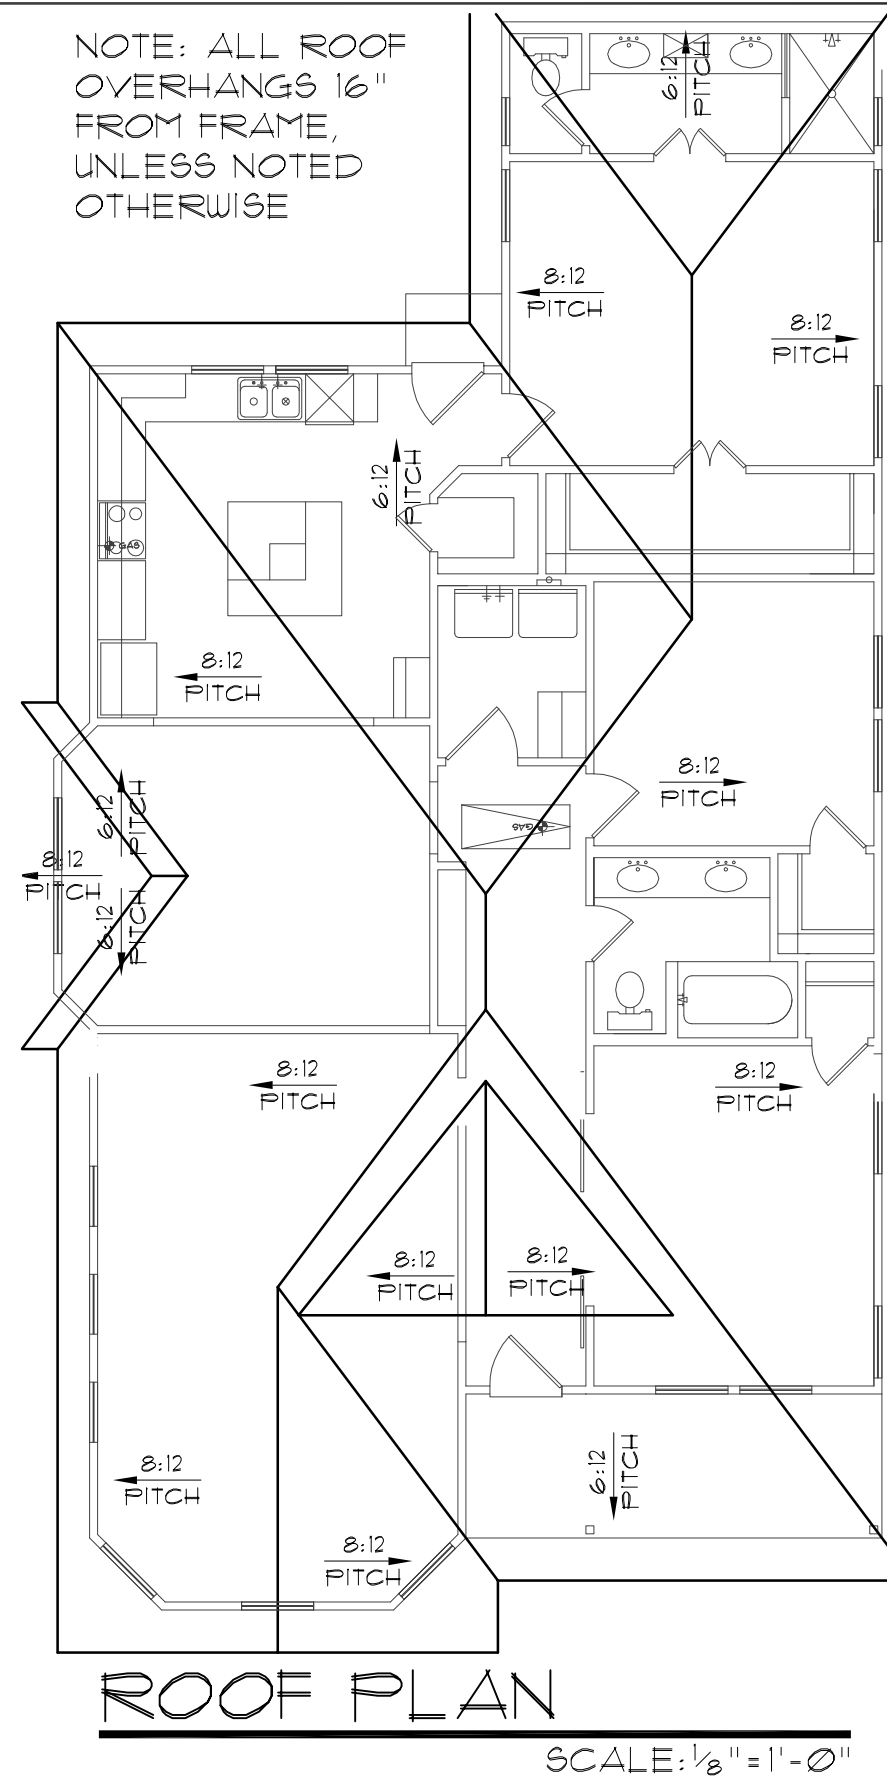 NOTE: ALL ROOF
OVERHANGS 16"
FROM FRAME,
UNLESS NOTED
OTHERWISE
6:12
PITCH
8:12
PITCH
8:12
PITCH
6:12
PITCH
GAS
8:12
PITCH
8:12
PITCH
6:12
PITCH
GAS
8:12
PITCH
6:12
PITCH
8:12
PITCH
8:12
PITCH
8:12
PITCH
8:12
PITCH
8:12
PITCH
6:12
PITCH
8:12
PITCH
ROOF PLAN
SCALE: 1/8" = 1'-0"